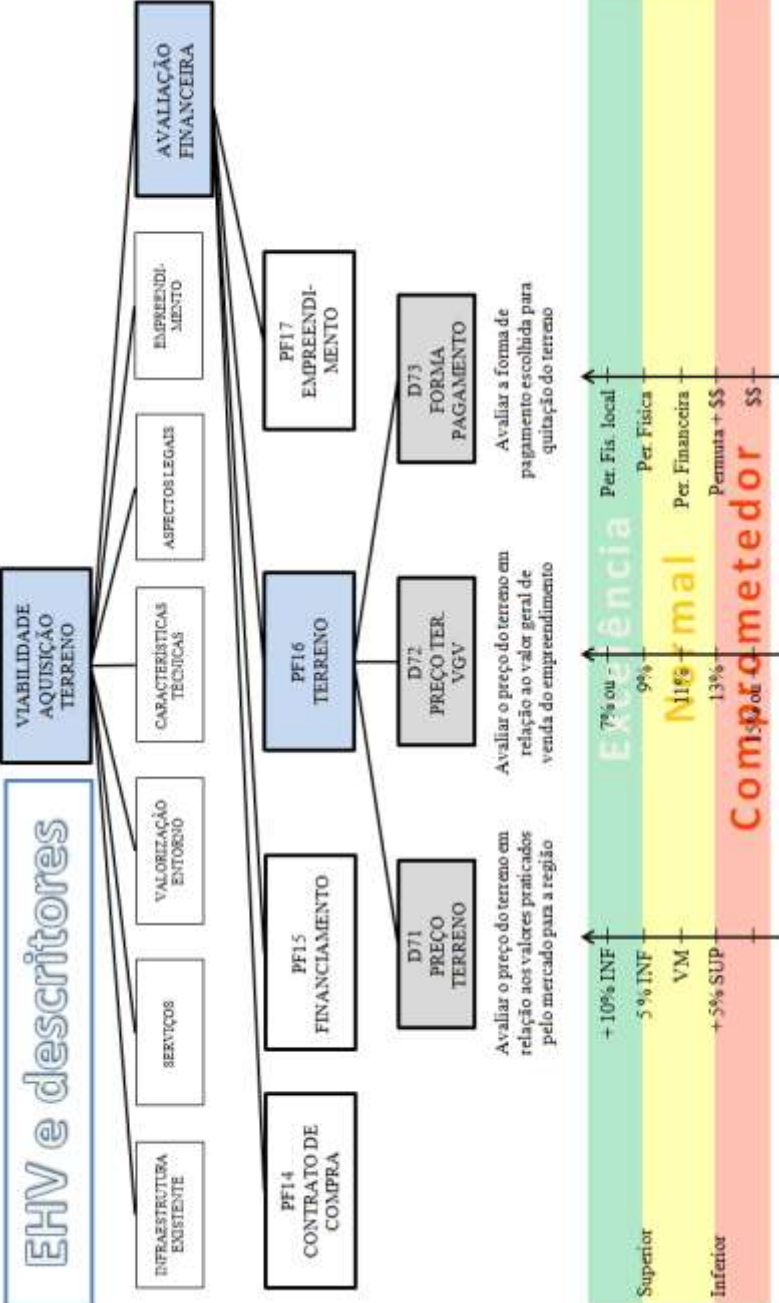 EHV e descritores
VIABILIDADE
AQUISIÇÃO
TERRENO
INFRAESTRUTURA
EXISTENTE
SERVIÇOS
VALORIZAÇÃO
ENTORNO
CARACTERÍSTICAS
TÉCNICAS
ASPECTOS LEGAIS
EMPREENDI-
MENTO
AVALIAÇÃO
FINANCEIRA
PF14
CONTRATO DE
COMPRA
PF15
FINANCIAMENTO
PF16
TERRENO
PF17
EMPREENDI-
MENTO
D71
PREÇO
TERRENO
D72
PREÇO TER.
VGV
D73
FORMA
PAGAMENTO
Avaliar o preço do terreno em
relação aos valores praticados
pelo mercado para a região
Avaliar o preço do terreno em
relação ao valor geral de
venda do empreendimento
Avaliar a forma de
pagamento escolhida para
quitação do terreno
+ 10% INF
7% ou -
Per. Fis. local
Excelência
Superior
5 % INF
9%
Per. Física
VM
11%
Per. Financeira
Normal
Inferior
+ 5% SUP
13%
Permuta + $$
ou
$$
Comprometedor